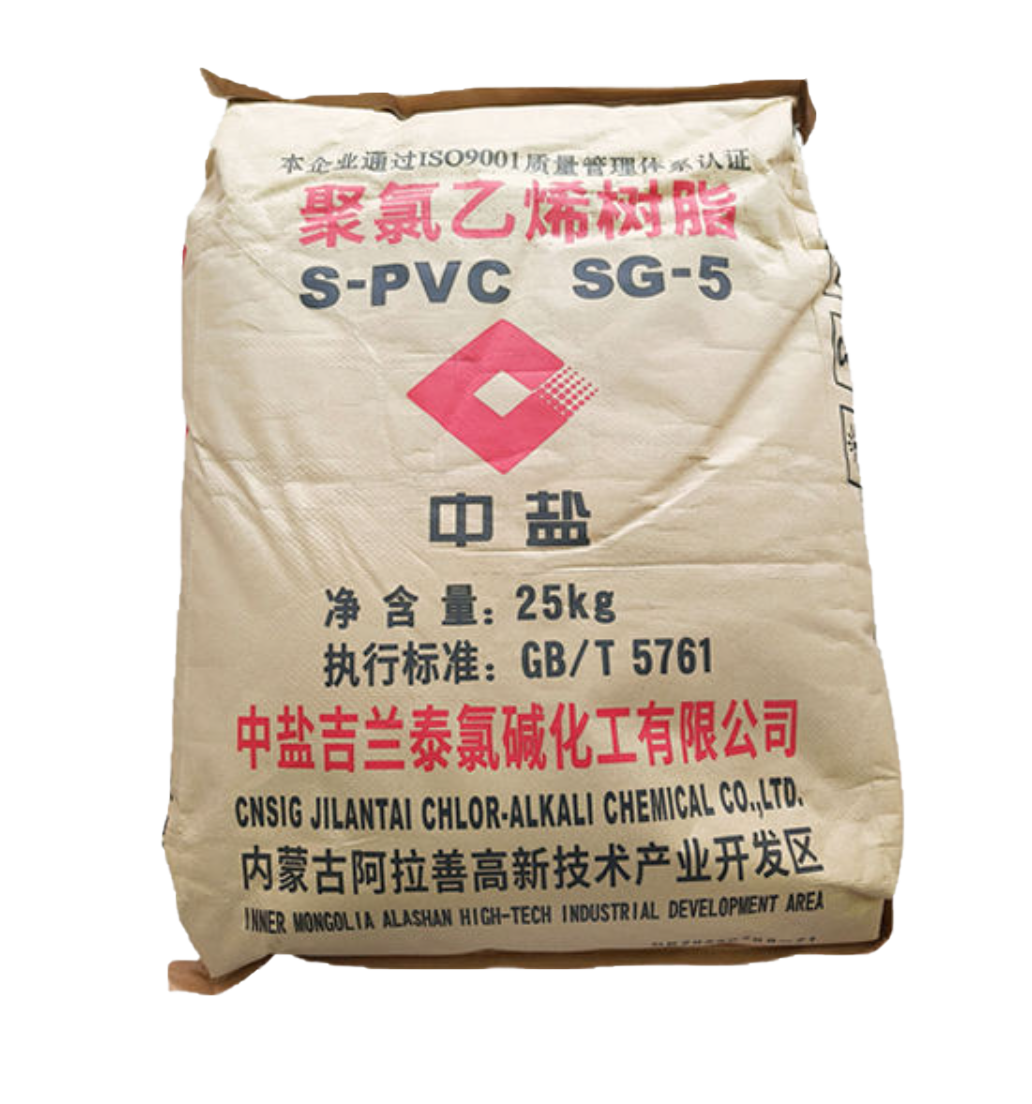 本企业通过ISO9001质量管理体系认证
聚氯乙烯树脂
S-PVC SG-5
中盐
净含量：25kg
执行标准：GB/T 5761
中盐吉兰泰氯碱化工有限公司
CNSIG JILANTAI CHLOR-ALKALI CHEMICAL CO.,LTD.
内蒙古阿拉善高新技术产业开发区
INNER MONGOLIA ALASHAN HIGH-TECH INDUSTRIAL DEVELOPMENT AREA